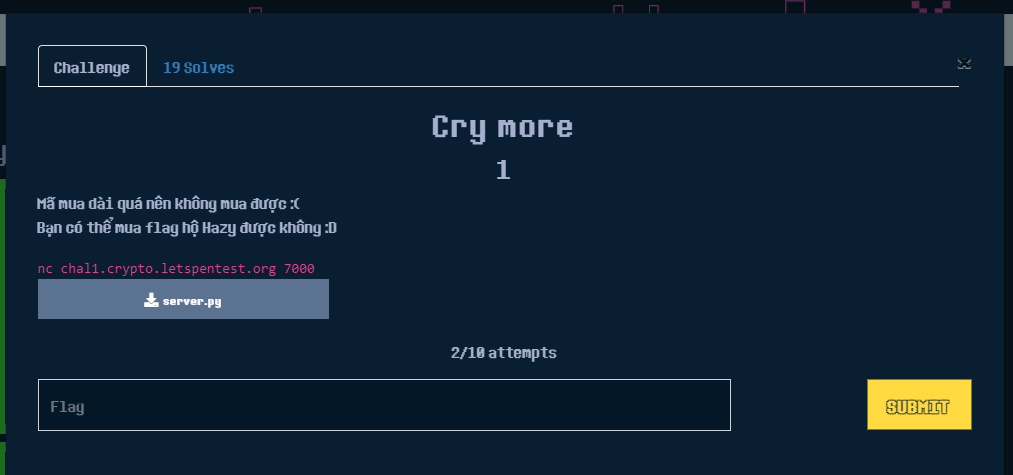 Challenge
19 Solves
×
Cry more
1
Mã mua dài quá nên không mua được :(
Bạn có thể mua flag hộ Hazy được không :D
nc chal1.crypto.letspentest.org 7000
server.py
2/10 attempts
Flag
SUBMIT